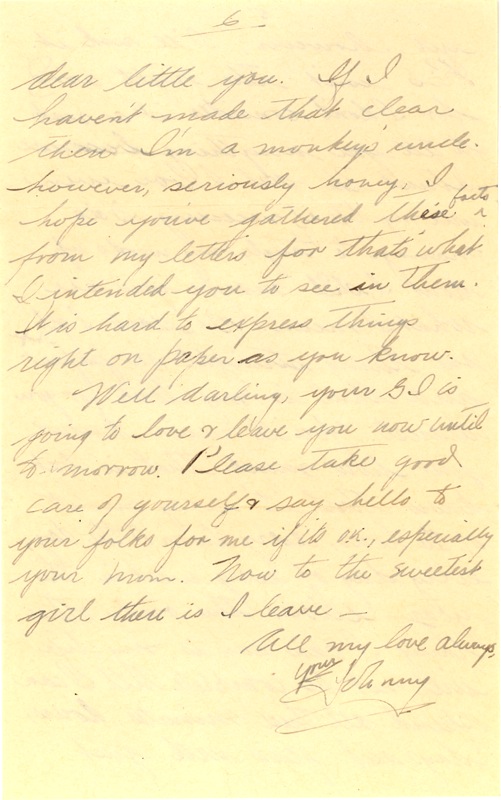 6
dear little you. If I
haven't made that clear
then I'm a monkey's uncle.
however, seriously honey, I
hope you've gathered these facts
from my letters for that's what
I intended you to see in them.
It is hard to express things
right on paper as you know.
Well darling, your GI is
going to love & leave you now until
to-morrow. Please take good
care of yourself & say hello to
your folks for me if its o.k., especially
your mom. Now to the sweetest
girl there is I leave —
All my love always,
your Johnny